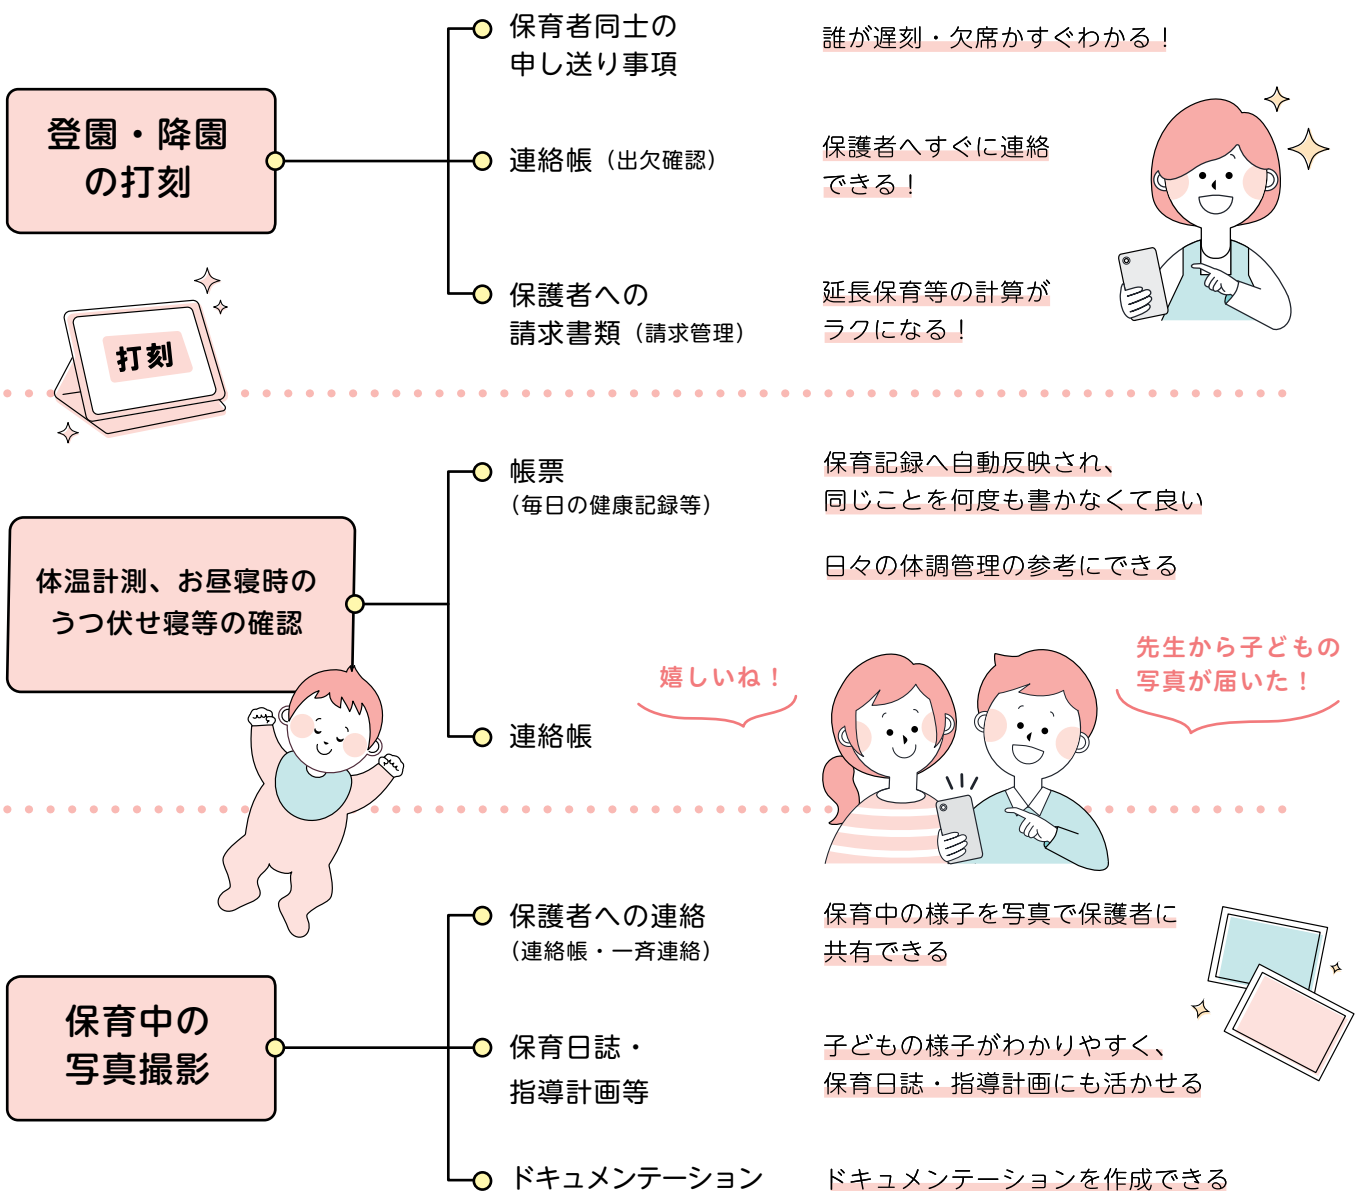 登園・降園
の打刻
保育者同士の
申し送り事項
誰が遅刻・欠席かすぐわかる！
連絡帳（出欠確認）
保護者へすぐに連絡
できる！
保護者への
請求書類（請求管理）
延長保育等の計算が
ラクになる！
打刻
体温計測、お昼寝時の
うつ伏せ寝等の確認
帳票
（毎日の健康記録等）
保育記録へ自動反映され、
同じことを何度も書かなくて良い
日々の体調管理の参考にできる
連絡帳
嬉しいね！
先生から子どもの
写真が届いた！
保育中の
写真撮影
保護者への連絡
（連絡帳・一斉連絡）
保育中の様子を写真で保護者に
共有できる
保育日誌・
指導計画等
子どもの様子がわかりやすく、
保育日誌・指導計画にも活かせる
ドキュメンテーション
ドキュメンテーションを作成できる